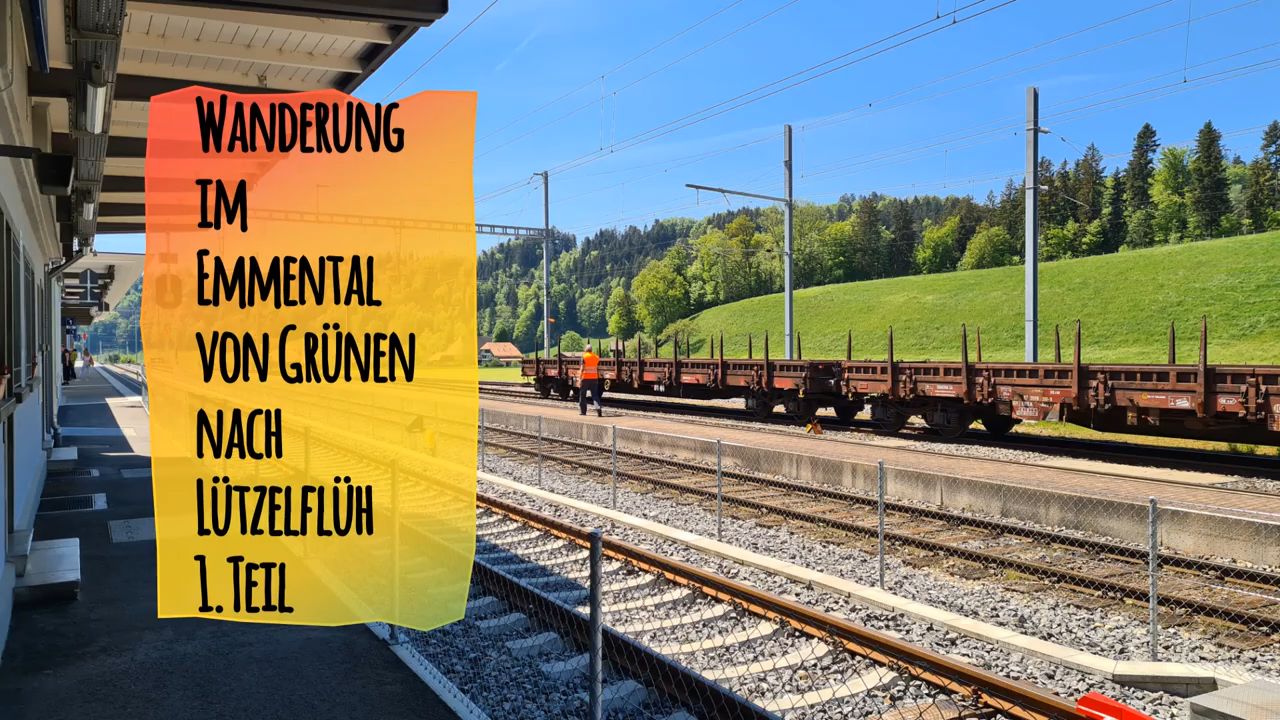 Wanderung
im
Emmental
von Grünen
nach
Lützelflüh
1. Teil